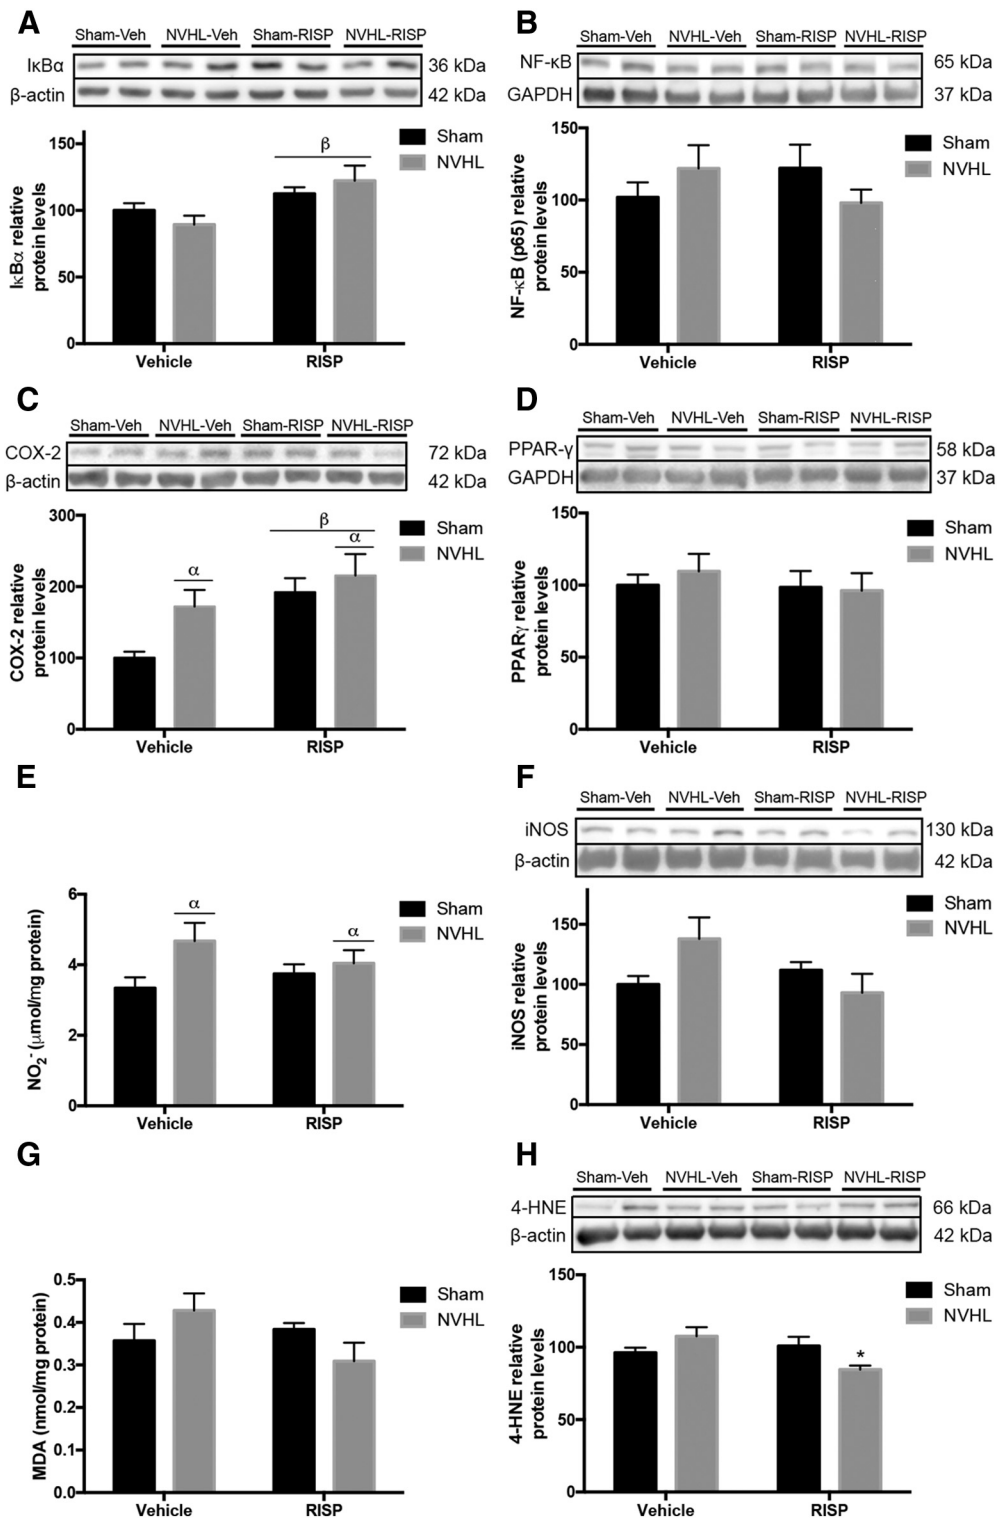 A
Sham-Veh NVHL-Veh Sham-RISP NVHL-RISP
IκBα 36 kDa
β-actin 42 kDa
Sham
NVHL
150
100
50
0
β
IκBα relative
protein levels
Vehicle RISP
B
Sham-Veh NVHL-Veh Sham-RISP NVHL-RISP
NF-κB 65 kDa
GAPDH 37 kDa
Sham
NVHL
150
100
50
0
NF-κB (p65) relative
protein levels
Vehicle RISP
C
Sham-Veh NVHL-Veh Sham-RISP NVHL-RISP
COX-2 72 kDa
β-actin 42 kDa
Sham
NVHL
300
200
100
0
α
β
α
COX-2 relative
protein levels
Vehicle RISP
D
Sham-Veh NVHL-Veh Sham-RISP NVHL-RISP
PPAR-γ 58 kDa
GAPDH 37 kDa
Sham
NVHL
150
100
50
0
PPARγ relative
protein levels
Vehicle RISP
E
Sham
NVHL
6
4
2
0
α
α
NO₂⁻ (μmol/mg protein)
Vehicle RISP
F
Sham-Veh NVHL-Veh Sham-RISP NVHL-RISP
iNOS 130 kDa
β-actin 42 kDa
Sham
NVHL
150
100
50
0
iNOS relative
protein levels
Vehicle RISP
G
Sham
NVHL
0.5
0.4
0.3
0.2
0.1
0.0
MDA (nmol/mg protein)
Vehicle RISP
H
Sham-Veh NVHL-Veh Sham-RISP NVHL-RISP
4-HNE 66 kDa
β-actin 42 kDa
Sham
NVHL
150
100
50
0
*
4-HNE relative
protein levels
Vehicle RISP